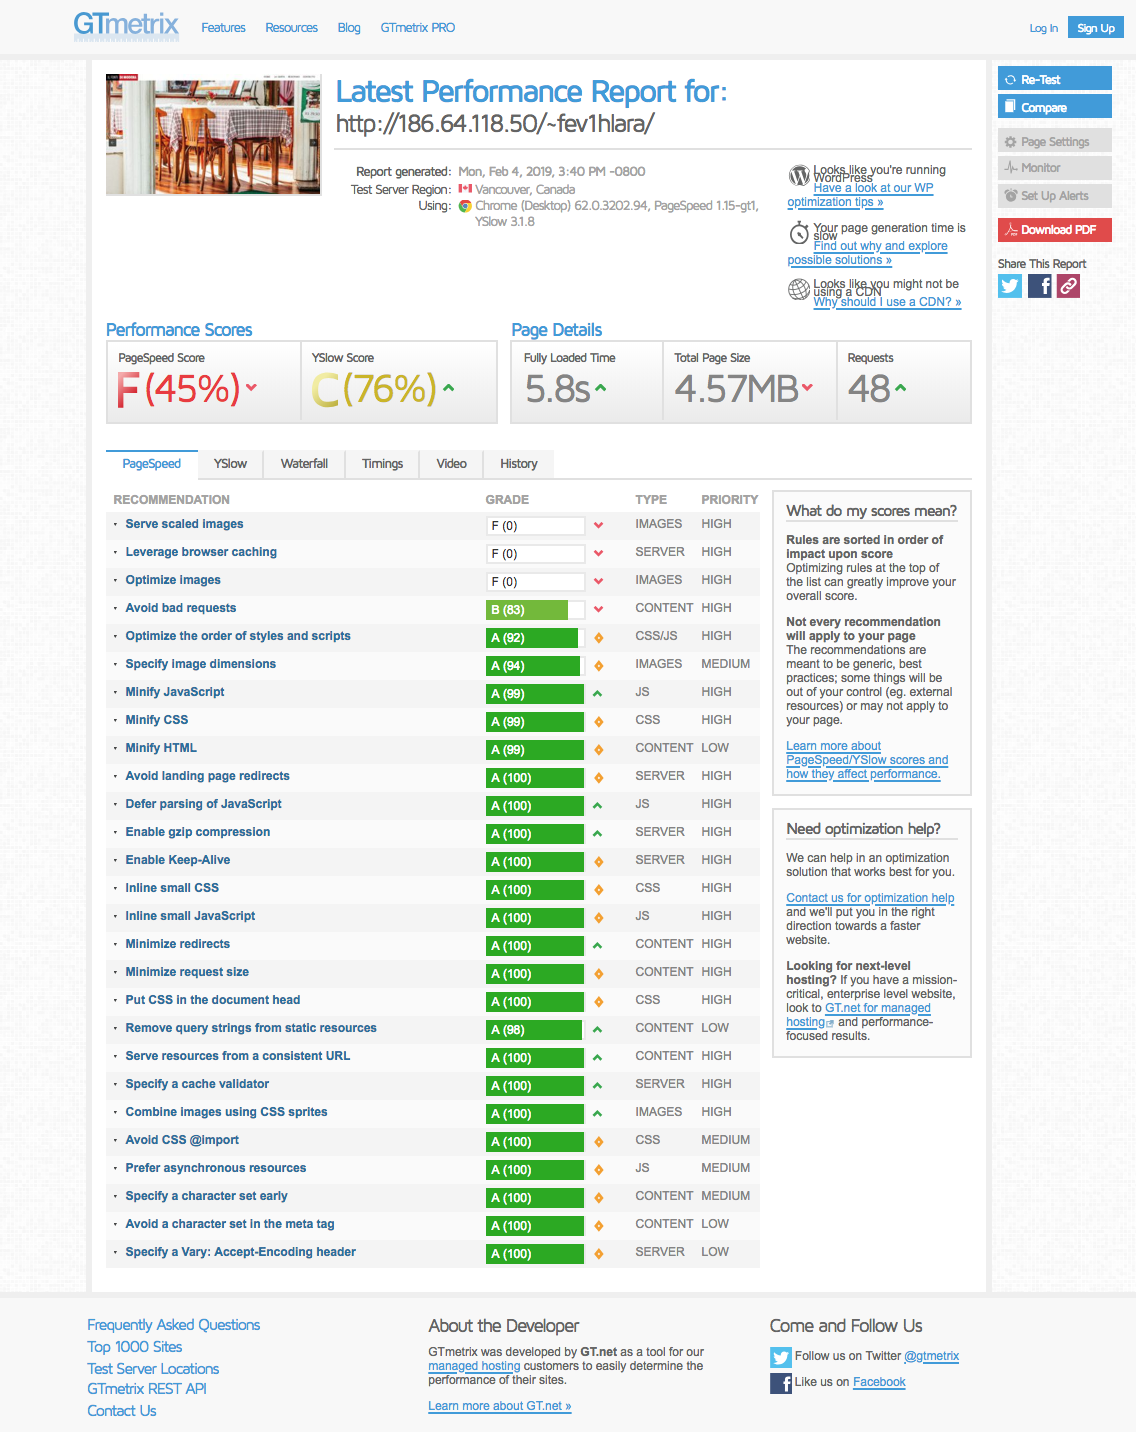 GTmetrix
Features
Resources
Blog
GTmetrix PRO
Log In
Sign Up
Latest Performance Report for:
http://186.64.118.50/~fev1hlara/
Report generated: Mon, Feb 4, 2019, 3:40 PM -0800
Test Server Region: Vancouver, Canada
Using: Chrome (Desktop) 62.0.3202.94, PageSpeed 1.15-gt1,
YSlow 3.1.8
Looks like you're running
WordPress
Have a look at our WP
optimization tips »
Your page generation time is
slow
Find out why and explore
possible solutions »
Looks like you might not be
using a CDN
Why should I use a CDN? »
Re-Test
Compare
Page Settings
Monitor
Set Up Alerts
Download PDF
Share This Report
Performance Scores
PageSpeed Score
F (45%)
YSlow Score
C (76%)
Page Details
Fully Loaded Time
5.8s
Total Page Size
4.57MB
Requests
48
PageSpeed
YSlow
Waterfall
Timings
Video
History
RECOMMENDATION GRADE TYPE PRIORITY
Serve scaled images F (0) IMAGES HIGH
Leverage browser caching F (0) SERVER HIGH
Optimize images F (0) IMAGES HIGH
Avoid bad requests B (83) CONTENT HIGH
Optimize the order of styles and scripts A (92) CSS/JS HIGH
Specify image dimensions A (94) IMAGES MEDIUM
Minify JavaScript A (99) JS HIGH
Minify CSS A (99) CSS HIGH
Minify HTML A (99) CONTENT LOW
Avoid landing page redirects A (100) SERVER HIGH
Defer parsing of JavaScript A (100) JS HIGH
Enable gzip compression A (100) SERVER HIGH
Enable Keep-Alive A (100) SERVER HIGH
Inline small CSS A (100) CSS HIGH
Inline small JavaScript A (100) JS HIGH
Minimize redirects A (100) CONTENT HIGH
Minimize request size A (100) CONTENT HIGH
Put CSS in the document head A (100) CSS HIGH
Remove query strings from static resources A (98) CONTENT LOW
Serve resources from a consistent URL A (100) CONTENT HIGH
Specify a cache validator A (100) SERVER HIGH
Combine images using CSS sprites A (100) IMAGES HIGH
Avoid CSS @import A (100) CSS MEDIUM
Prefer asynchronous resources A (100) JS MEDIUM
Specify a character set early A (100) CONTENT MEDIUM
Avoid a character set in the meta tag A (100) CONTENT LOW
Specify a Vary: Accept-Encoding header A (100) SERVER LOW
What do my scores mean?
Rules are sorted in order of
impact upon score
Optimizing rules at the top of
the list can greatly improve your
overall score.
Not every recommendation
will apply to your page
The recommendations are
meant to be generic, best
practices; some things will be
out of your control (eg. external
resources) or may not apply to
your page.
Learn more about
PageSpeed/YSlow scores and
how they affect performance.
Need optimization help?
We can help in an optimization
solution that works best for you.
Contact us for optimization help
and we'll put you in the right
direction towards a faster
website.
Looking for next-level
hosting? If you have a mission-
critical, enterprise level website,
look to GT.net for managed
hosting and performance-
focused results.
Frequently Asked Questions
Top 1000 Sites
Test Server Locations
GTmetrix REST API
Contact Us
About the Developer
GTmetrix was developed by GT.net as a tool for our
managed hosting customers to easily determine the
performance of their sites.
Learn more about GT.net »
Come and Follow Us
Follow us on Twitter @gtmetrix
Like us on Facebook